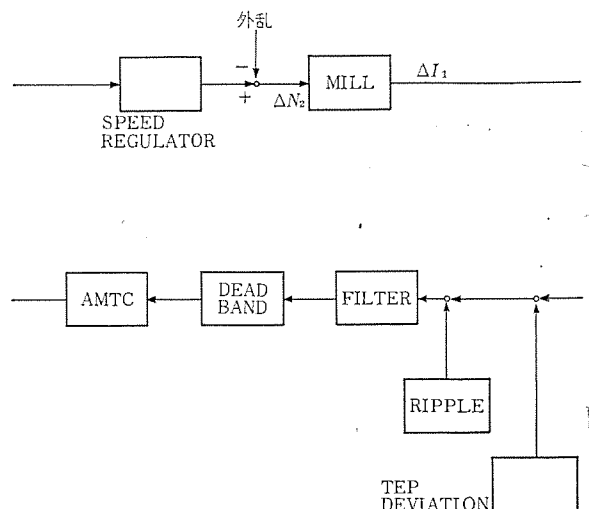 外乱
−
+
ΔN₂
MILL
ΔI₁
SPEED
REGULATOR
AMTC
DEAD
BAND
FILTER
RIPPLE
TEP
DEVIATION